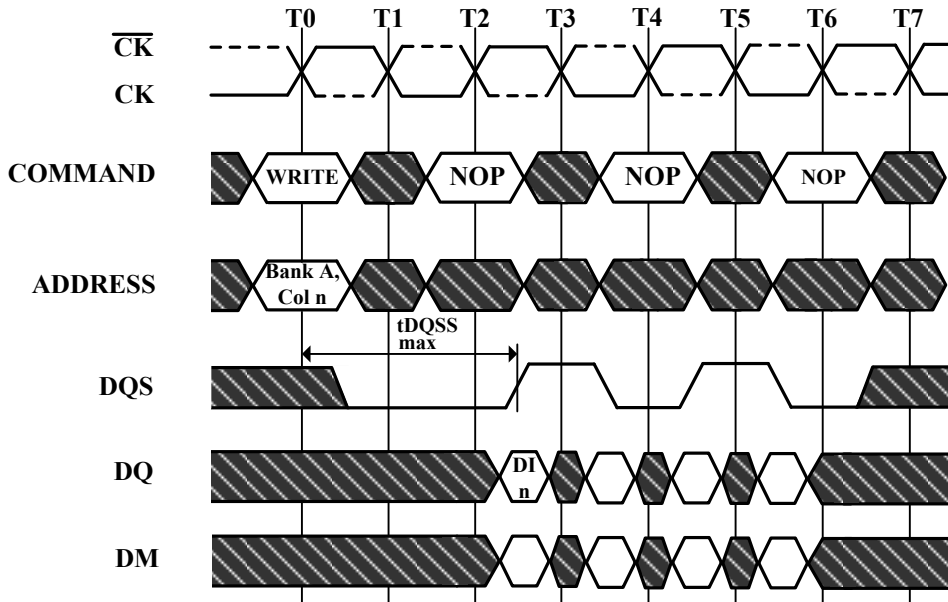 T0 T1 T2 T3 T4 T5 T6 T7
CK
CK
COMMAND WRITE NOP NOP NOP
ADDRESS Bank A,
Col n
tDQSS
max
DQS
DQ DI
n
DM